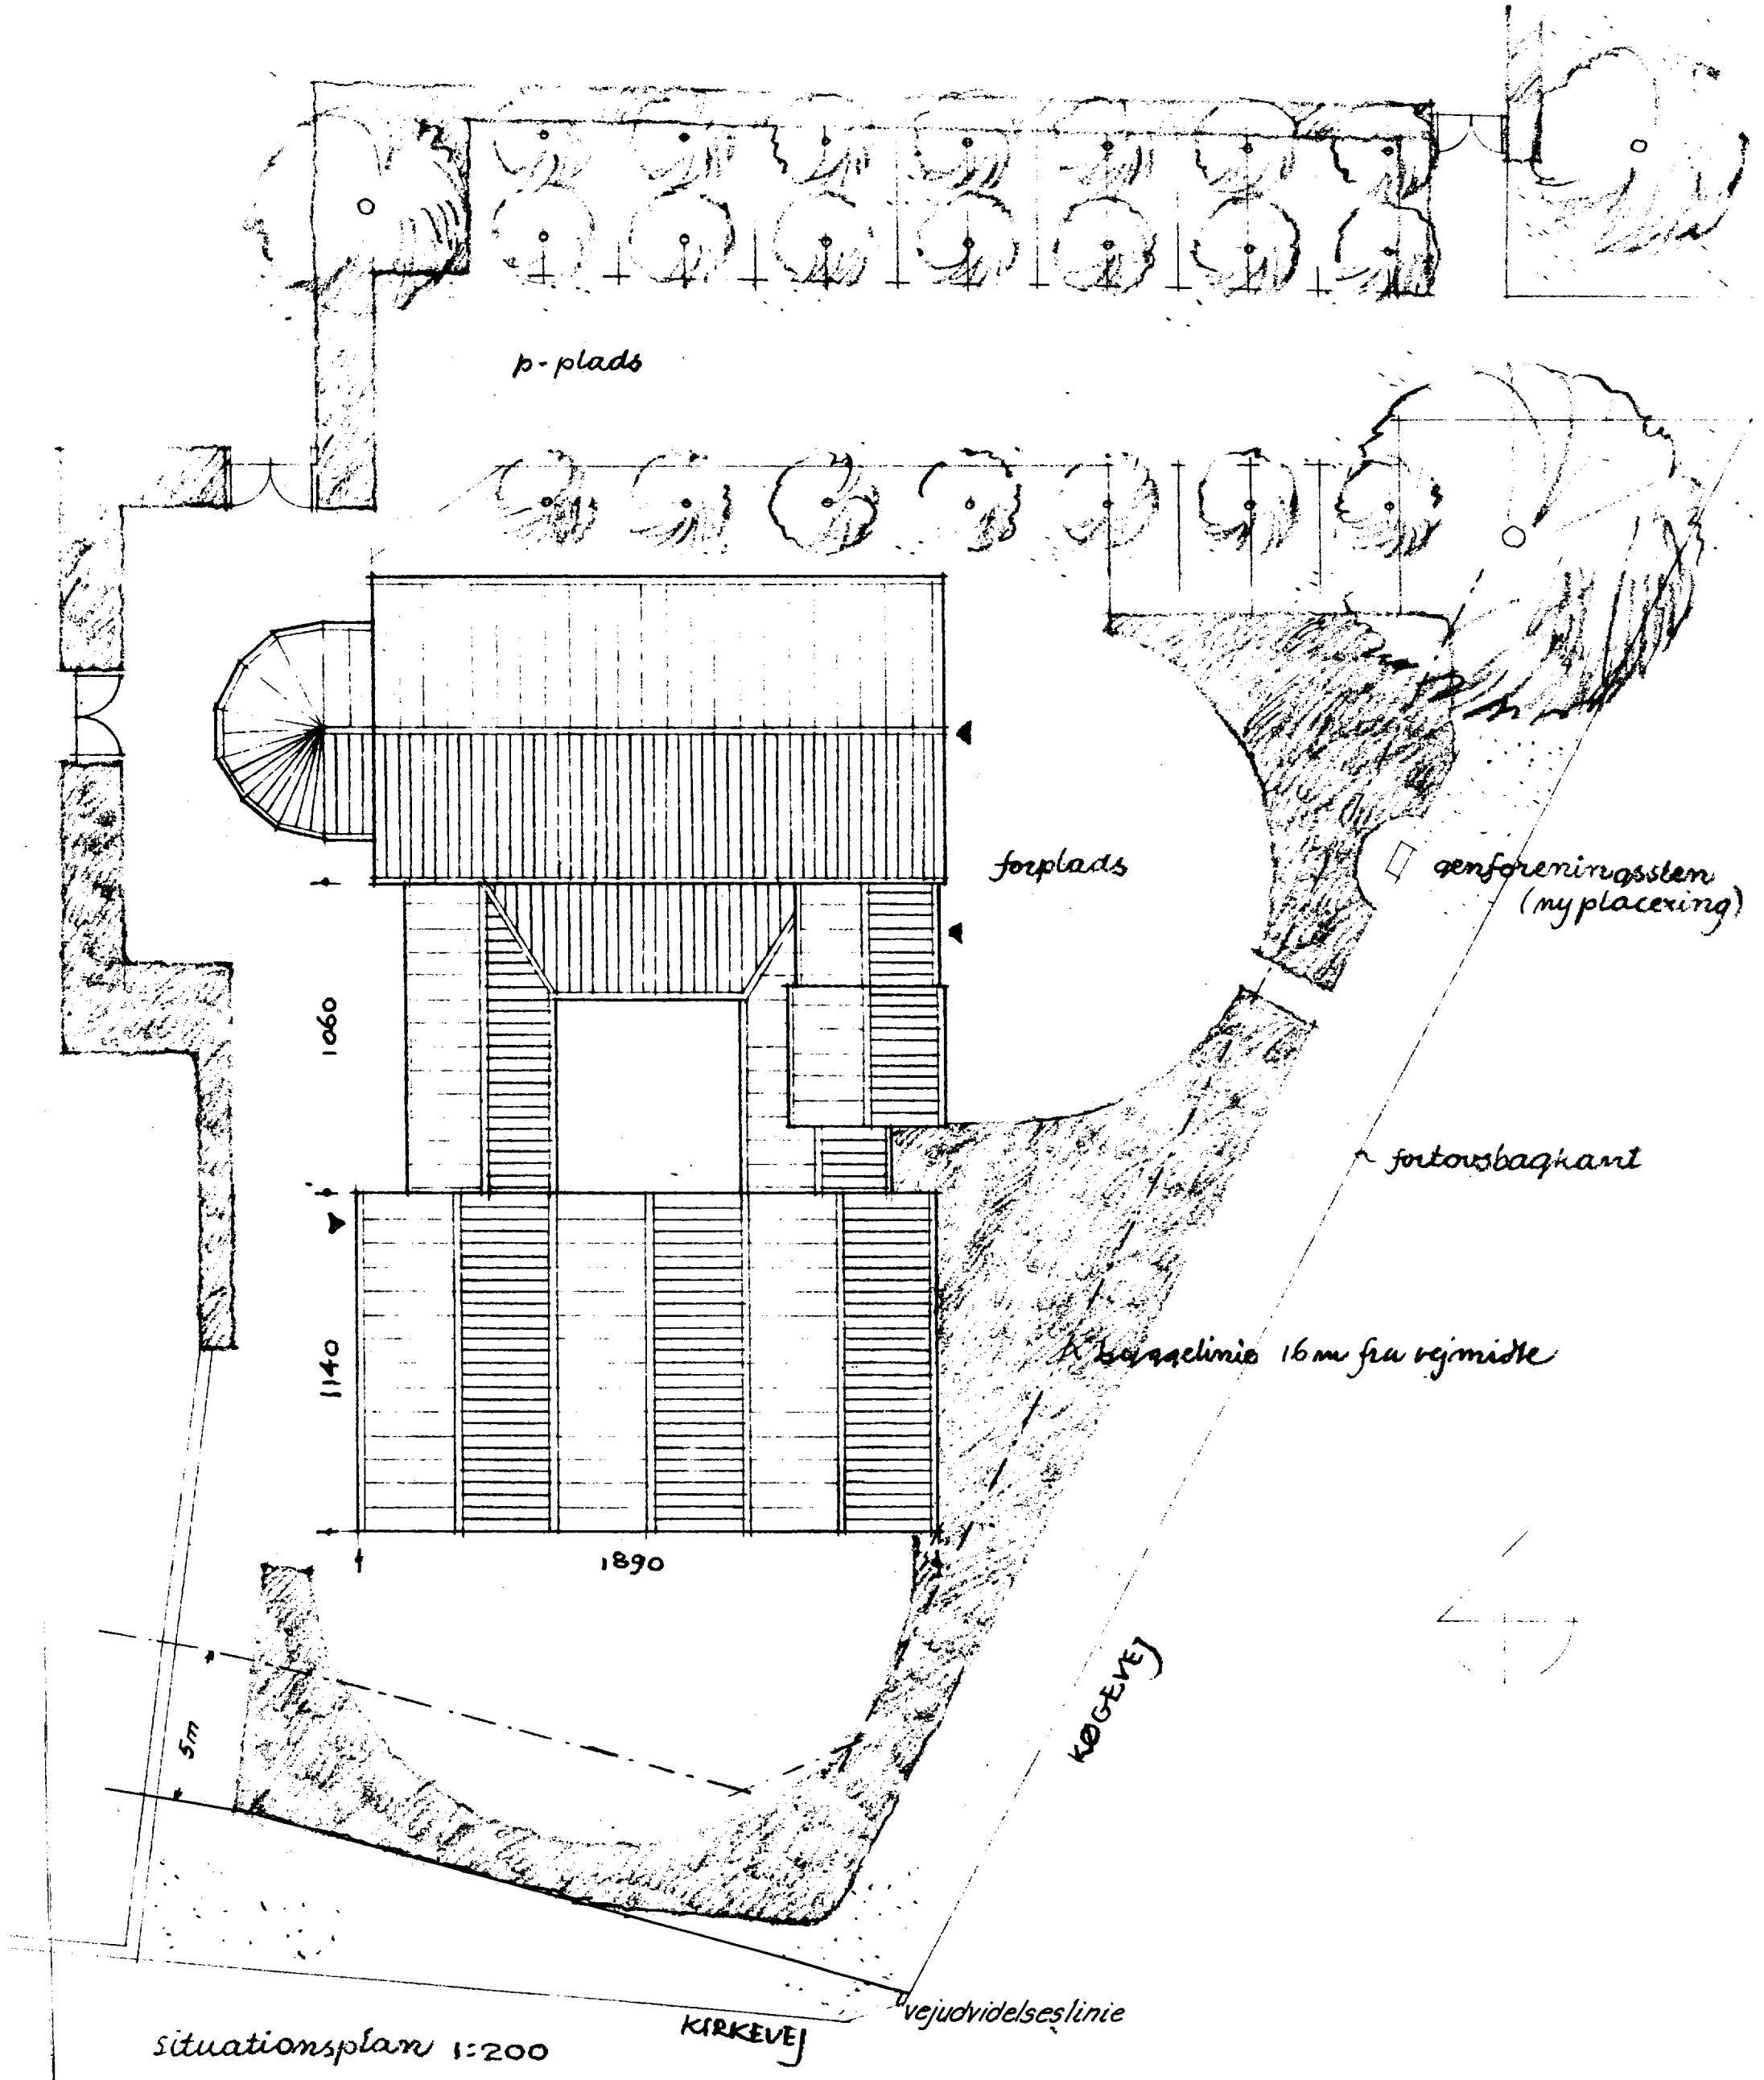 p-plads
forplads
genforeningssten
(ny placering)
1060
fortovsbagkant
1140
byggelinie 16m fra vejmidte
1890
KØGEVEJ
5m
vejudvidelseslinie
KIRKEVEJ
situationsplan 1:200